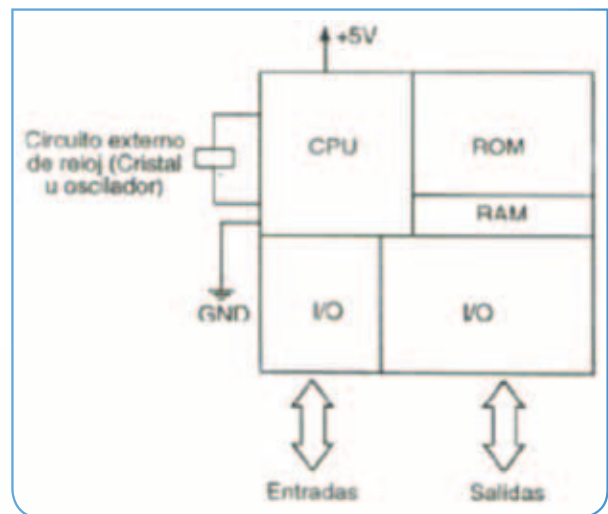 +5V
Circuito externo
de reloj (Cristal
u oscilador)
CPU
ROM
RAM
GND
I/O
I/O
Entradas
Salidas